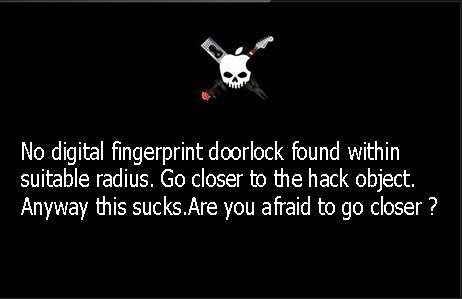 No digital fingerprint doorlock found within
suitable radius. Go closer to the hack object.
Anyway this sucks.Are you afraid to go closer ?